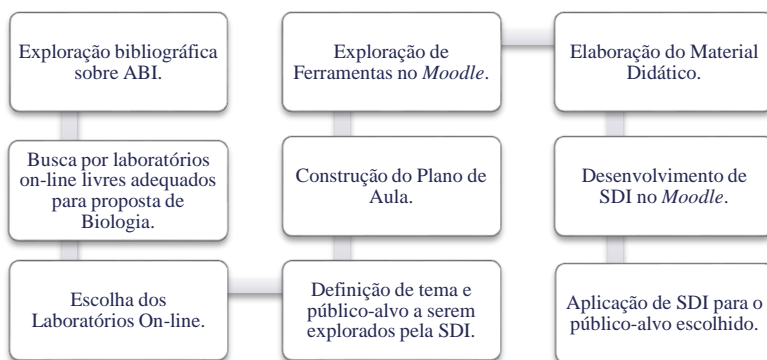 Exploração bibliográfica
sobre ABI.
Busca por laboratórios
on-line livres adequados
para proposta de
Biologia.
Escolha dos
Laboratórios On-line.
Definição de tema e
público-alvo a serem
explorados pela SDI.
Construção do Plano de
Aula.
Exploração de
Ferramentas no Moodle.
Elaboração do Material
Didático.
Desenvolvimento de
SDI no Moodle.
Aplicação de SDI para o
público-alvo escolhido.